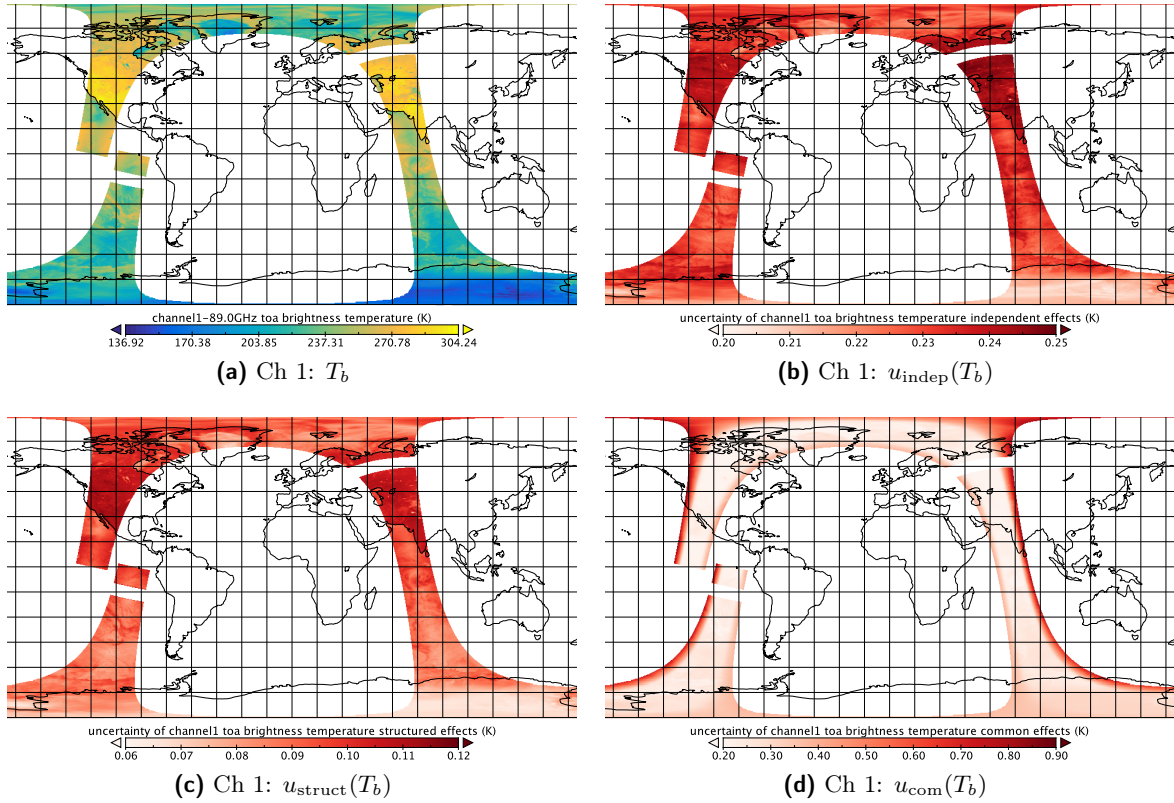 channel1-89.0GHz toa brightness temperature (K)
136.92 170.38 203.85 237.31 270.78 304.24
(a) Ch 1: T_b
uncertainty of channel1 toa brightness temperature independent effects (K)
0.20 0.21 0.22 0.23 0.24 0.25
(b) Ch 1: u_indep(T_b)
uncertainty of channel1 toa brightness temperature structured effects (K)
0.06 0.07 0.08 0.09 0.10 0.11 0.12
(c) Ch 1: u_struct(T_b)
uncertainty of channel1 toa brightness temperature common effects (K)
0.20 0.30 0.40 0.50 0.60 0.70 0.80 0.90
(d) Ch 1: u_com(T_b)